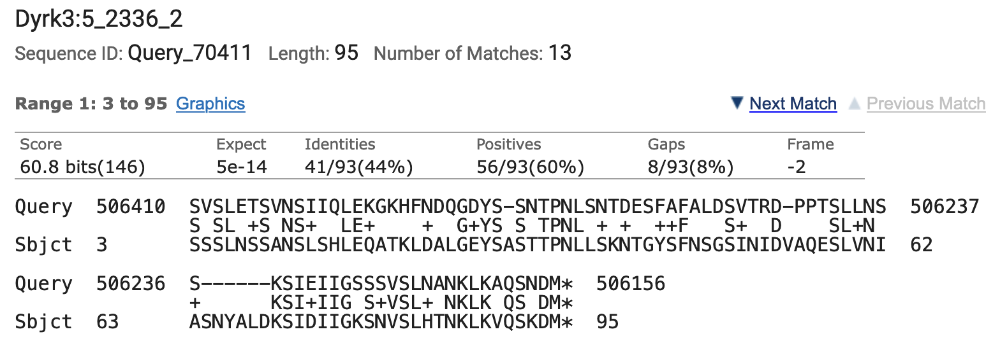 Dyrk3:5_2336_2
Sequence ID: Query_70411 Length: 95 Number of Matches: 13
Range 1: 3 to 95 Graphics ▼ Next Match ▲ Previous Match
Score Expect Identities Positives Gaps Frame
60.8 bits(146) 5e-14 41/93(44%) 56/93(60%) 8/93(8%) -2
Query  506410  SVSLETSVNSIIQLEKGKHFNDQGDYS-SNTPNLSNTDESFAFALDSVTRD-PPTSLLNS  506237
               S SL +S NS+  LE+    +  G+YS S TPNL + +  ++F   S+  D    SL+N
Sbjct  3       SSSLNSSANSLSHLEQATKLDALGEYSASTTPNLLSKNTGYSFNSGSINIDVAQESLVNI  62
Query  506236  S------KSIEIIGSSSVSLNANKLKAQSNDM*  506156
               +      KSI+IIG S+VSL+ NKLK QS DM*
Sbjct  63      ASNYALDKSIDIIGKSNVSLHTNKLKVQSKDM*  95